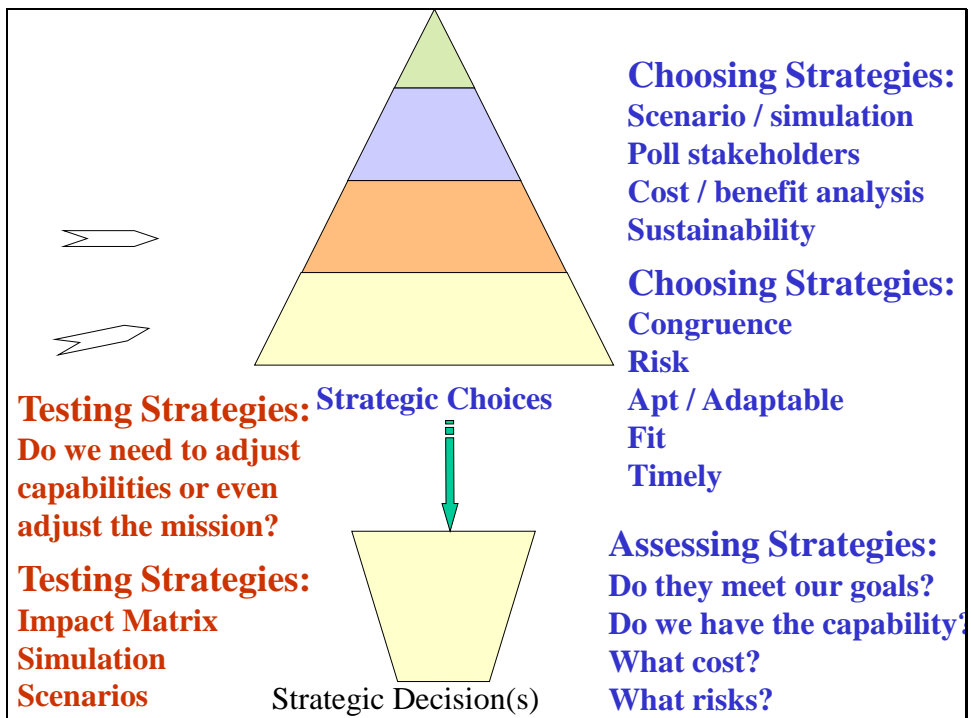 Choosing Strategies:
Scenario / simulation
Poll stakeholders
Cost / benefit analysis
Sustainability
Choosing Strategies:
Congruence
Risk
Apt / Adaptable
Fit
Timely
Strategic Choices
Testing Strategies:
Do we need to adjust
capabilities or even
adjust the mission?
Testing Strategies:
Impact Matrix
Simulation
Scenarios
Strategic Decision(s)
Assessing Strategies:
Do they meet our goals?
Do we have the capability?
What cost?
What risks?